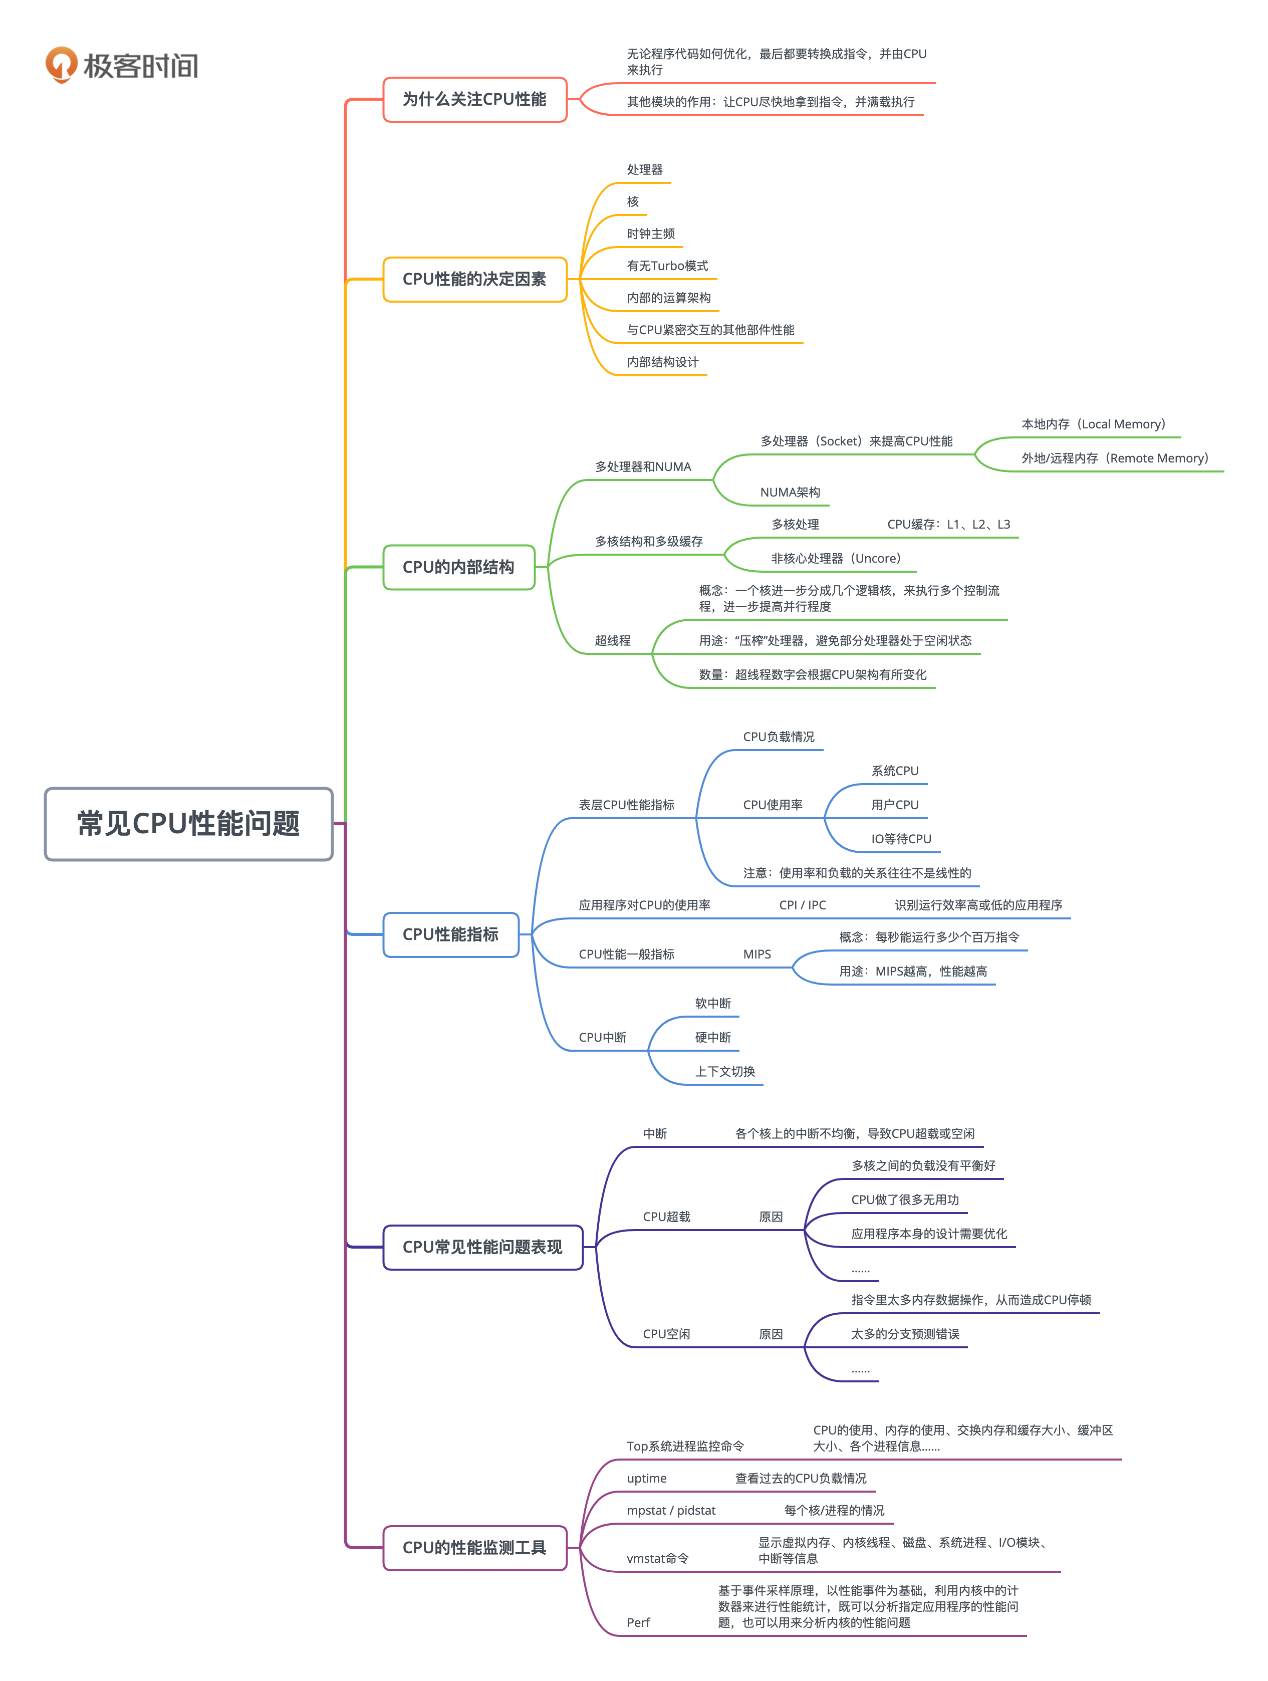 极客时间
无论程序代码如何优化，最后都要转换成指令，并由CPU
来执行
为什么关注CPU性能
其他模块的作用：让CPU尽快地拿到指令，并满载执行
处理器
核
时钟主频
有无Turbo模式
CPU性能的决定因素
内部的运算架构
与CPU紧密交互的其他部件性能
内部结构设计
本地内存（Local Memory）
多处理器（Socket）来提高CPU性能
外地/远程内存（Remote Memory）
多处理器和NUMA
NUMA架构
多核处理
CPU缓存：L1、L2、L3
多核结构和多级缓存
非核心处理器（Uncore）
CPU的内部结构
概念：一个核进一步分成几个逻辑核，来执行多个控制流
程，进一步提高并行程度
超线程
用途：“压榨”处理器，避免部分处理器处于空闲状态
数量：超线程数字会根据CPU架构有所变化
CPU负载情况
系统CPU
表层CPU性能指标
CPU使用率
用户CPU
IO等待CPU
常见CPU性能问题
注意：使用率和负载的关系往往不是线性的
应用程序对CPU的使用率
CPI / IPC
识别运行效率高或低的应用程序
CPU性能指标
概念：每秒能运行多少个百万指令
CPU性能一般指标
MIPS
用途：MIPS越高，性能越高
软中断
CPU中断
硬中断
上下文切换
中断
各个核上的中断不均衡，导致CPU超载或空闲
多核之间的负载没有平衡好
CPU做了很多无用功
CPU超载
原因
应用程序本身的设计需要优化
CPU常见性能问题表现
......
指令里太多内存数据操作，从而造成CPU停顿
CPU空闲
原因
太多的分支预测错误
......
CPU的使用、内存的使用、交换内存和缓存大小、缓冲区
Top系统进程监控命令
大小、各个进程信息......
uptime
查看过去的CPU负载情况
mpstat / pidstat
每个核/进程的情况
CPU的性能监测工具
显示虚拟内存、内核线程、磁盘、系统进程、I/O模块、
vmstat命令
中断等信息
基于事件采样原理，以性能事件为基础，利用内核中的计
数器来进行性能统计，既可以分析指定应用程序的性能问
Perf
题，也可以用来分析内核的性能问题